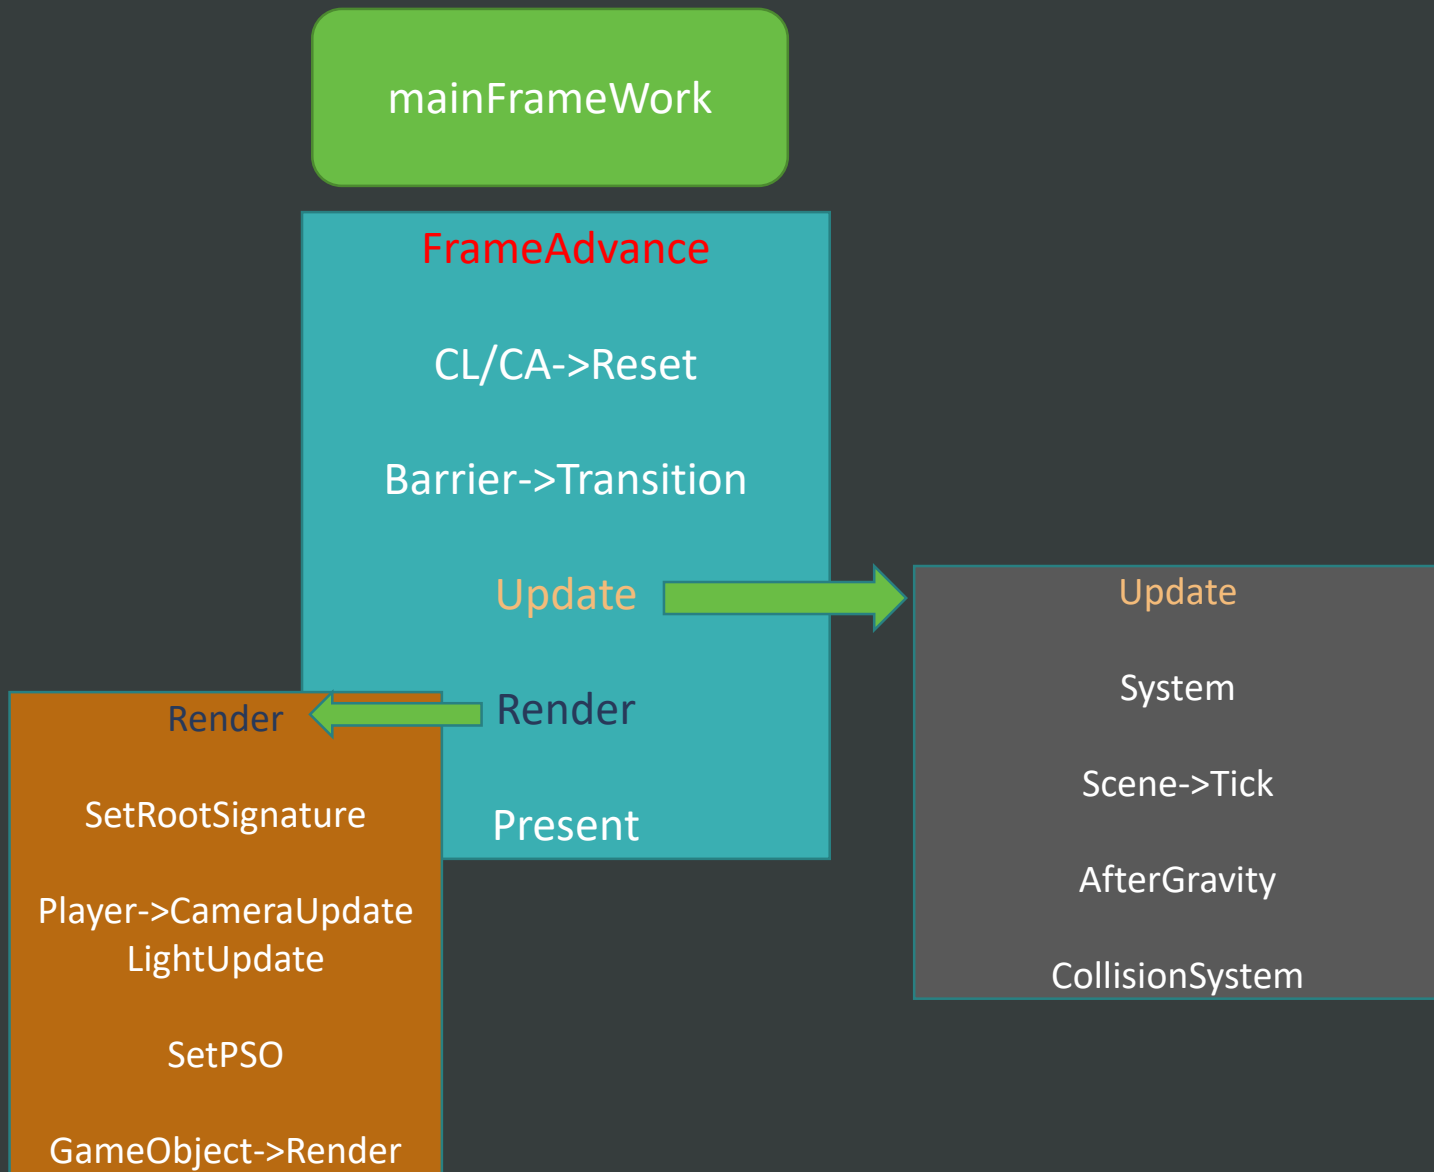 mainFrameWork
FrameAdvance
CL/CA->Reset
Barrier->Transition
Update
Render
Present
Update
System
Scene->Tick
AfterGravity
CollisionSystem
Render
SetRootSignature
Player->CameraUpdate
LightUpdate
SetPSO
GameObject->Render